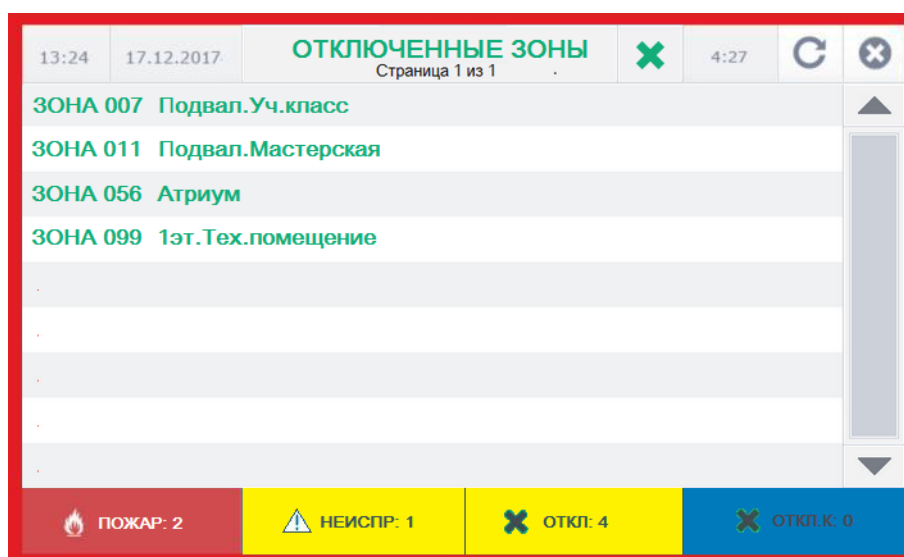 13:24
17.12.2017
ОТКЛЮЧЕННЫЕ ЗОНЫ
Страница 1 из 1
4:27
ЗОНА 007 Подвал.Уч.класс
ЗОНА 011 Подвал.Мастерская
ЗОНА 056 Атриум
ЗОНА 099 1эт.Тех.помещение
ПОЖАР: 2
НЕИСПР: 1
ОТКЛ: 4
ОТКЛ.К: 0